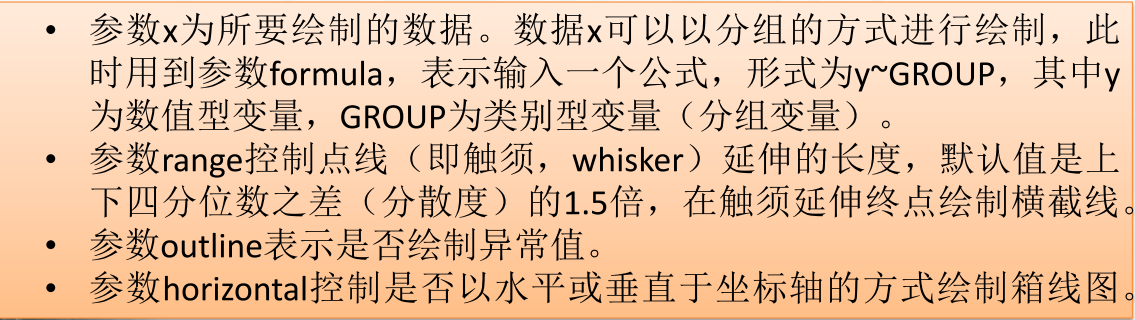 • 参数x为所要绘制的数据。数据x可以以分组的方式进行绘制，此
时用到参数formula，表示输入一个公式，形式为y~GROUP，其中y
为数值型变量，GROUP为类别型变量（分组变量）。
• 参数range控制点线（即触须，whisker）延伸的长度，默认值是上
下四分位数之差（分散度）的1.5倍，在触须延伸终点绘制横截线。
• 参数outline表示是否绘制异常值。
• 参数horizontal控制是否以水平或垂直于坐标轴的方式绘制箱线图。